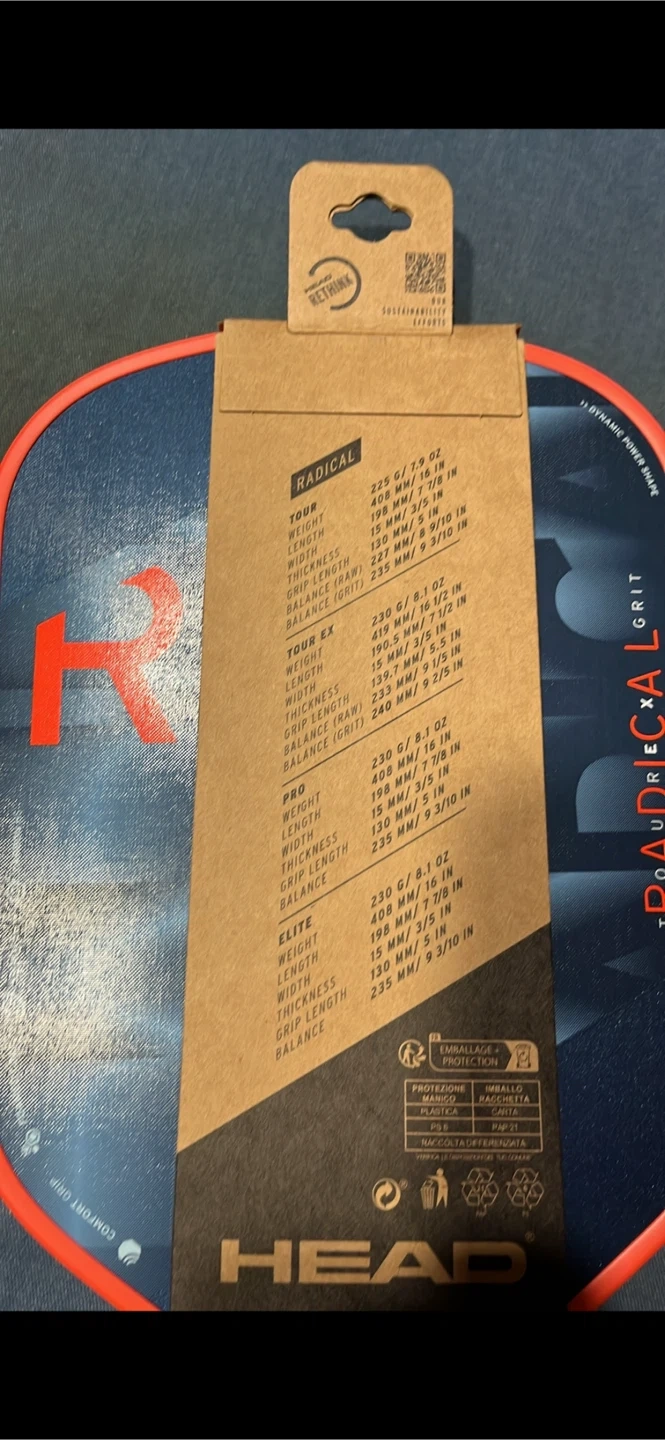 HEAD
RETHINK
OUR
SUSTAINABILITY
EFFORTS
RADICAL
TOUR
WEIGHT 225 G/ 7.9 OZ
LENGTH 408 MM/ 16 IN
WIDTH 198 MM/ 7 7/8 IN
THICKNESS 15 MM/ 3/5 IN
GRIP LENGTH 130 MM/ 5 IN
BALANCE (RAW) 227 MM/ 8 9/10 IN
BALANCE (GRIT) 235 MM/ 9 3/10 IN
TOUR EX
WEIGHT 230 G/ 8.1 OZ
LENGTH 419 MM/ 16 1/2 IN
WIDTH 190.5 MM/ 7 1/2 IN
THICKNESS 15 MM/ 3/5 IN
GRIP LENGTH 139.7 MM/ 5.5 IN
BALANCE (RAW) 233 MM/ 9 1/5 IN
BALANCE (GRIT) 240 MM/ 9 2/5 IN
PRO
WEIGHT 230 G/ 8.1 OZ
LENGTH 408 MM/ 16 IN
WIDTH 198 MM/ 7 7/8 IN
THICKNESS 15 MM/ 3/5 IN
GRIP LENGTH 130 MM/ 5 IN
BALANCE 235 MM/ 9 3/10 IN
ELITE
WEIGHT 230 G/ 8.1 OZ
LENGTH 408 MM/ 16 IN
WIDTH 198 MM/ 7 7/8 IN
THICKNESS 15 MM/ 3/5 IN
GRIP LENGTH 130 MM/ 5 IN
BALANCE 235 MM/ 9 3/10 IN
EMBALLAGE +
PROTECTION
PROTEZIONE MANICO IMBALLO RACCHETTA
PLASTICA CARTA
PS 6 PAP 21
RACCOLTA DIFFERENZIATA
VERIFICA LE DISPOSIZIONI DEL TUO COMUNE
HEAD®
R
COMFORT GRIP
›› DYNAMIC POWER SHAPE
RADICAL
TOUR EX GRIT